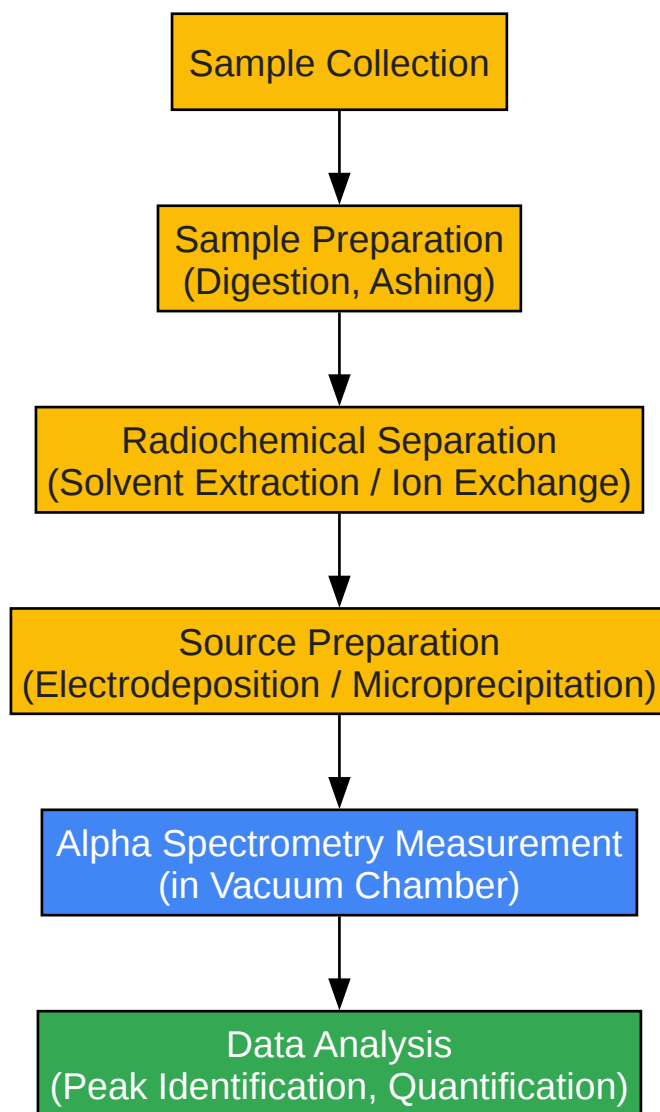 Sample Collection
Sample Preparation
(Digestion, Ashing)
Radiochemical Separation
(Solvent Extraction / Ion Exchange)
Source Preparation
(Electrodeposition / Microprecipitation)
Alpha Spectrometry Measurement
(in Vacuum Chamber)
Data Analysis
(Peak Identification, Quantification)